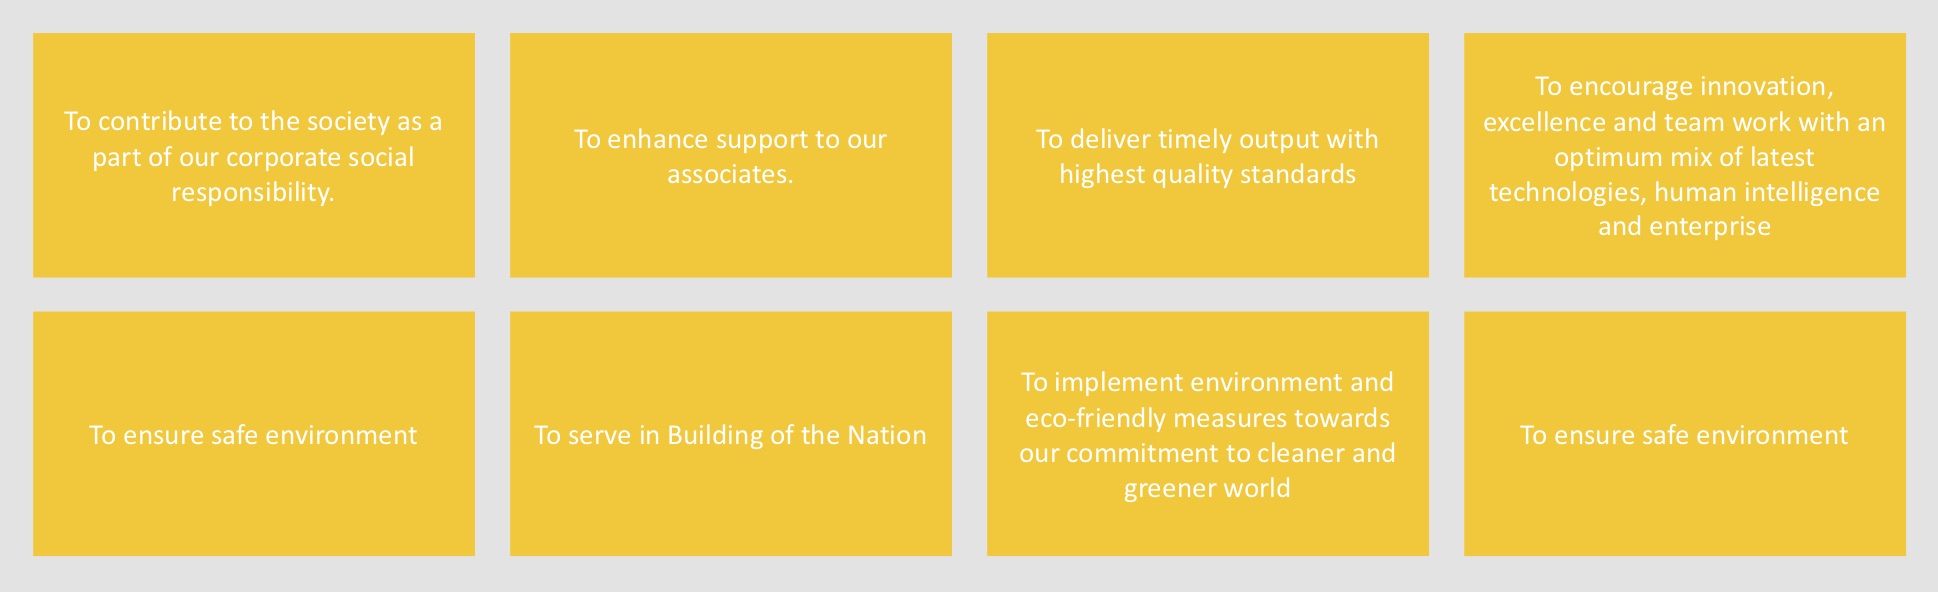 To contribute to the society as a
part of our corporate social
responsibility.
To enhance support to our
associates.
To deliver timely output with
highest quality standards
To encourage innovation,
excellence and team work with an
optimum mix of latest
technologies, human intelligence
and enterprise
To ensure safe environment
To serve in Building of the Nation
To implement environment and
eco-friendly measures towards
our commitment to cleaner and
greener world
To ensure safe environment